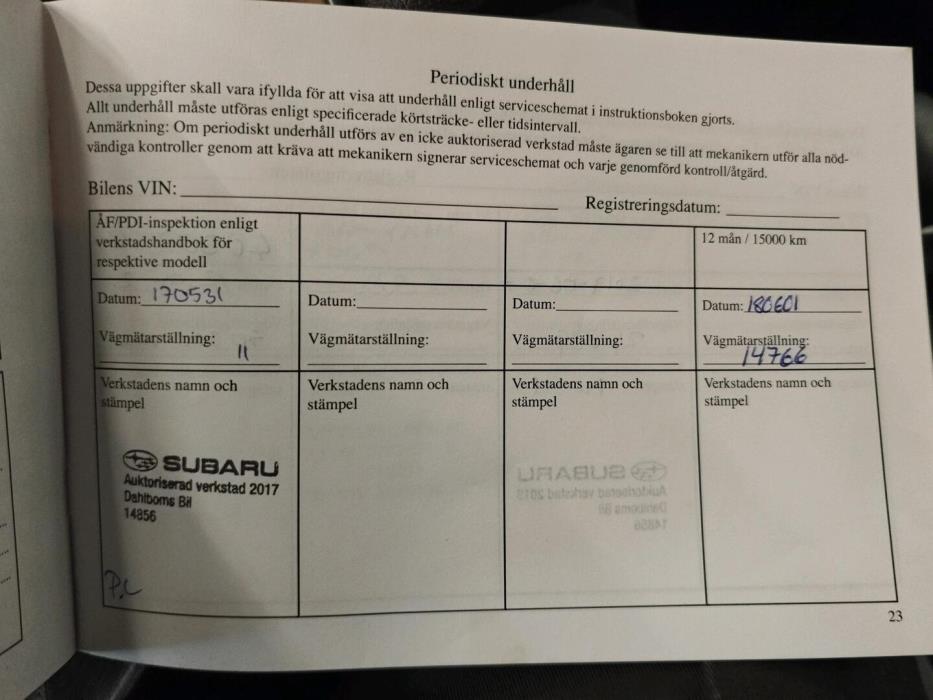 Periodiskt underhåll
Dessa uppgifter skall vara ifyllda för att visa att underhåll enligt serviceschemat i instruktionsboken gjorts.
Allt underhåll måste utföras enligt specificerade körtsträcke- eller tidsintervall.
Anmärkning: Om periodiskt underhåll utförs av en icke auktoriserad verkstad måste ägaren se till att mekanikern utför alla nöd-
vändiga kontroller genom att kräva att mekanikern signerar serviceschemat och varje genomförd kontroll/åtgärd.
Bilens VIN:
Registreringsdatum:
ÅF/PDI-inspektion enligt
verkstadshandbok för
respektive modell
12 mån / 15000 km
Datum: 170531
Datum:
Datum:
Datum: 180601
Vägmätarställning:
11
Vägmätarställning:
Vägmätarställning:
Vägmätarställning:
14766
Verkstadens namn och
stämpel
Verkstadens namn och
stämpel
Verkstadens namn och
stämpel
Verkstadens namn och
stämpel
SUBARU
Auktoriserad verkstad 2017
Dahlboms Bil
14856
23